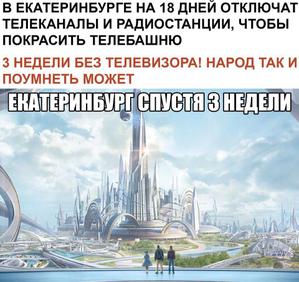 В ЕКАТЕРИНБУРГЕ НА 18 ДНЕЙ ОТКЛЮЧАТ
ТЕЛЕКАНАЛЫ И РАДИОСТАНЦИИ, ЧТОБЫ
ПОКРАСИТЬ ТЕЛЕБАШНЮ
3 НЕДЕЛИ БЕЗ ТЕЛЕВИЗОРА! НАРОД ТАК И
ПОУМНЕТЬ МОЖЕТ
ЕКАТЕРИНБУРГ СПУСТЯ 3 НЕДЕЛИ